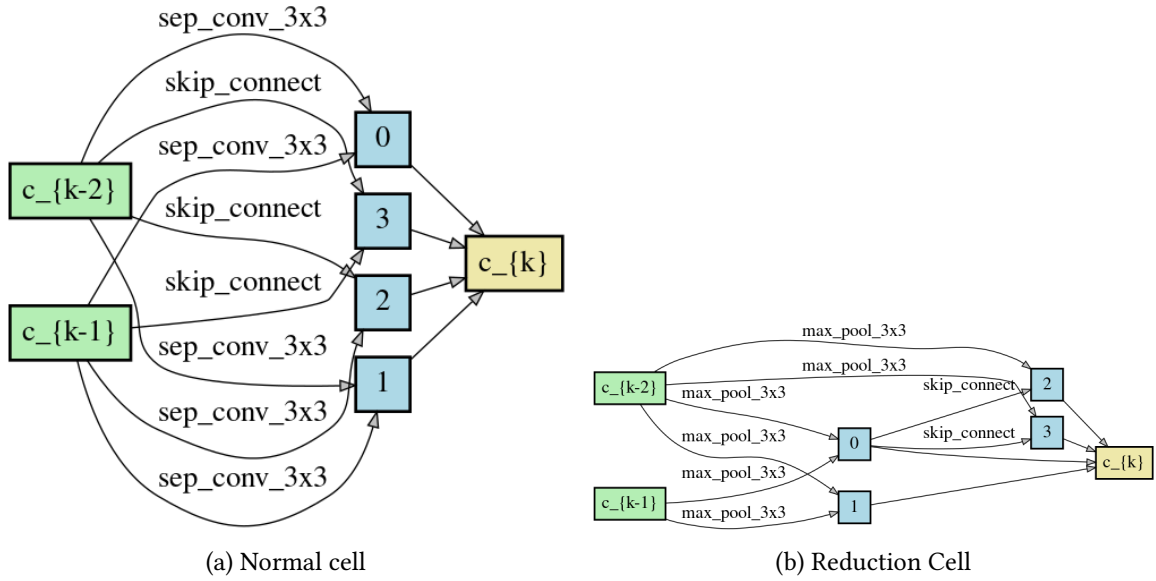 sep_conv_3x3
skip_connect
sep_conv_3x3
0
c_{k-2}
skip_connect
3
c_{k}
skip_connect
2
c_{k-1}
sep_conv_3x3
1
sep_conv_3x3
sep_conv_3x3
(a) Normal cell
max_pool_3x3
max_pool_3x3
c_{k-2}
max_pool_3x3
skip_connect
2
max_pool_3x3
0
skip_connect
3
c_{k}
max_pool_3x3
c_{k-1}
max_pool_3x3
1
(b) Reduction Cell